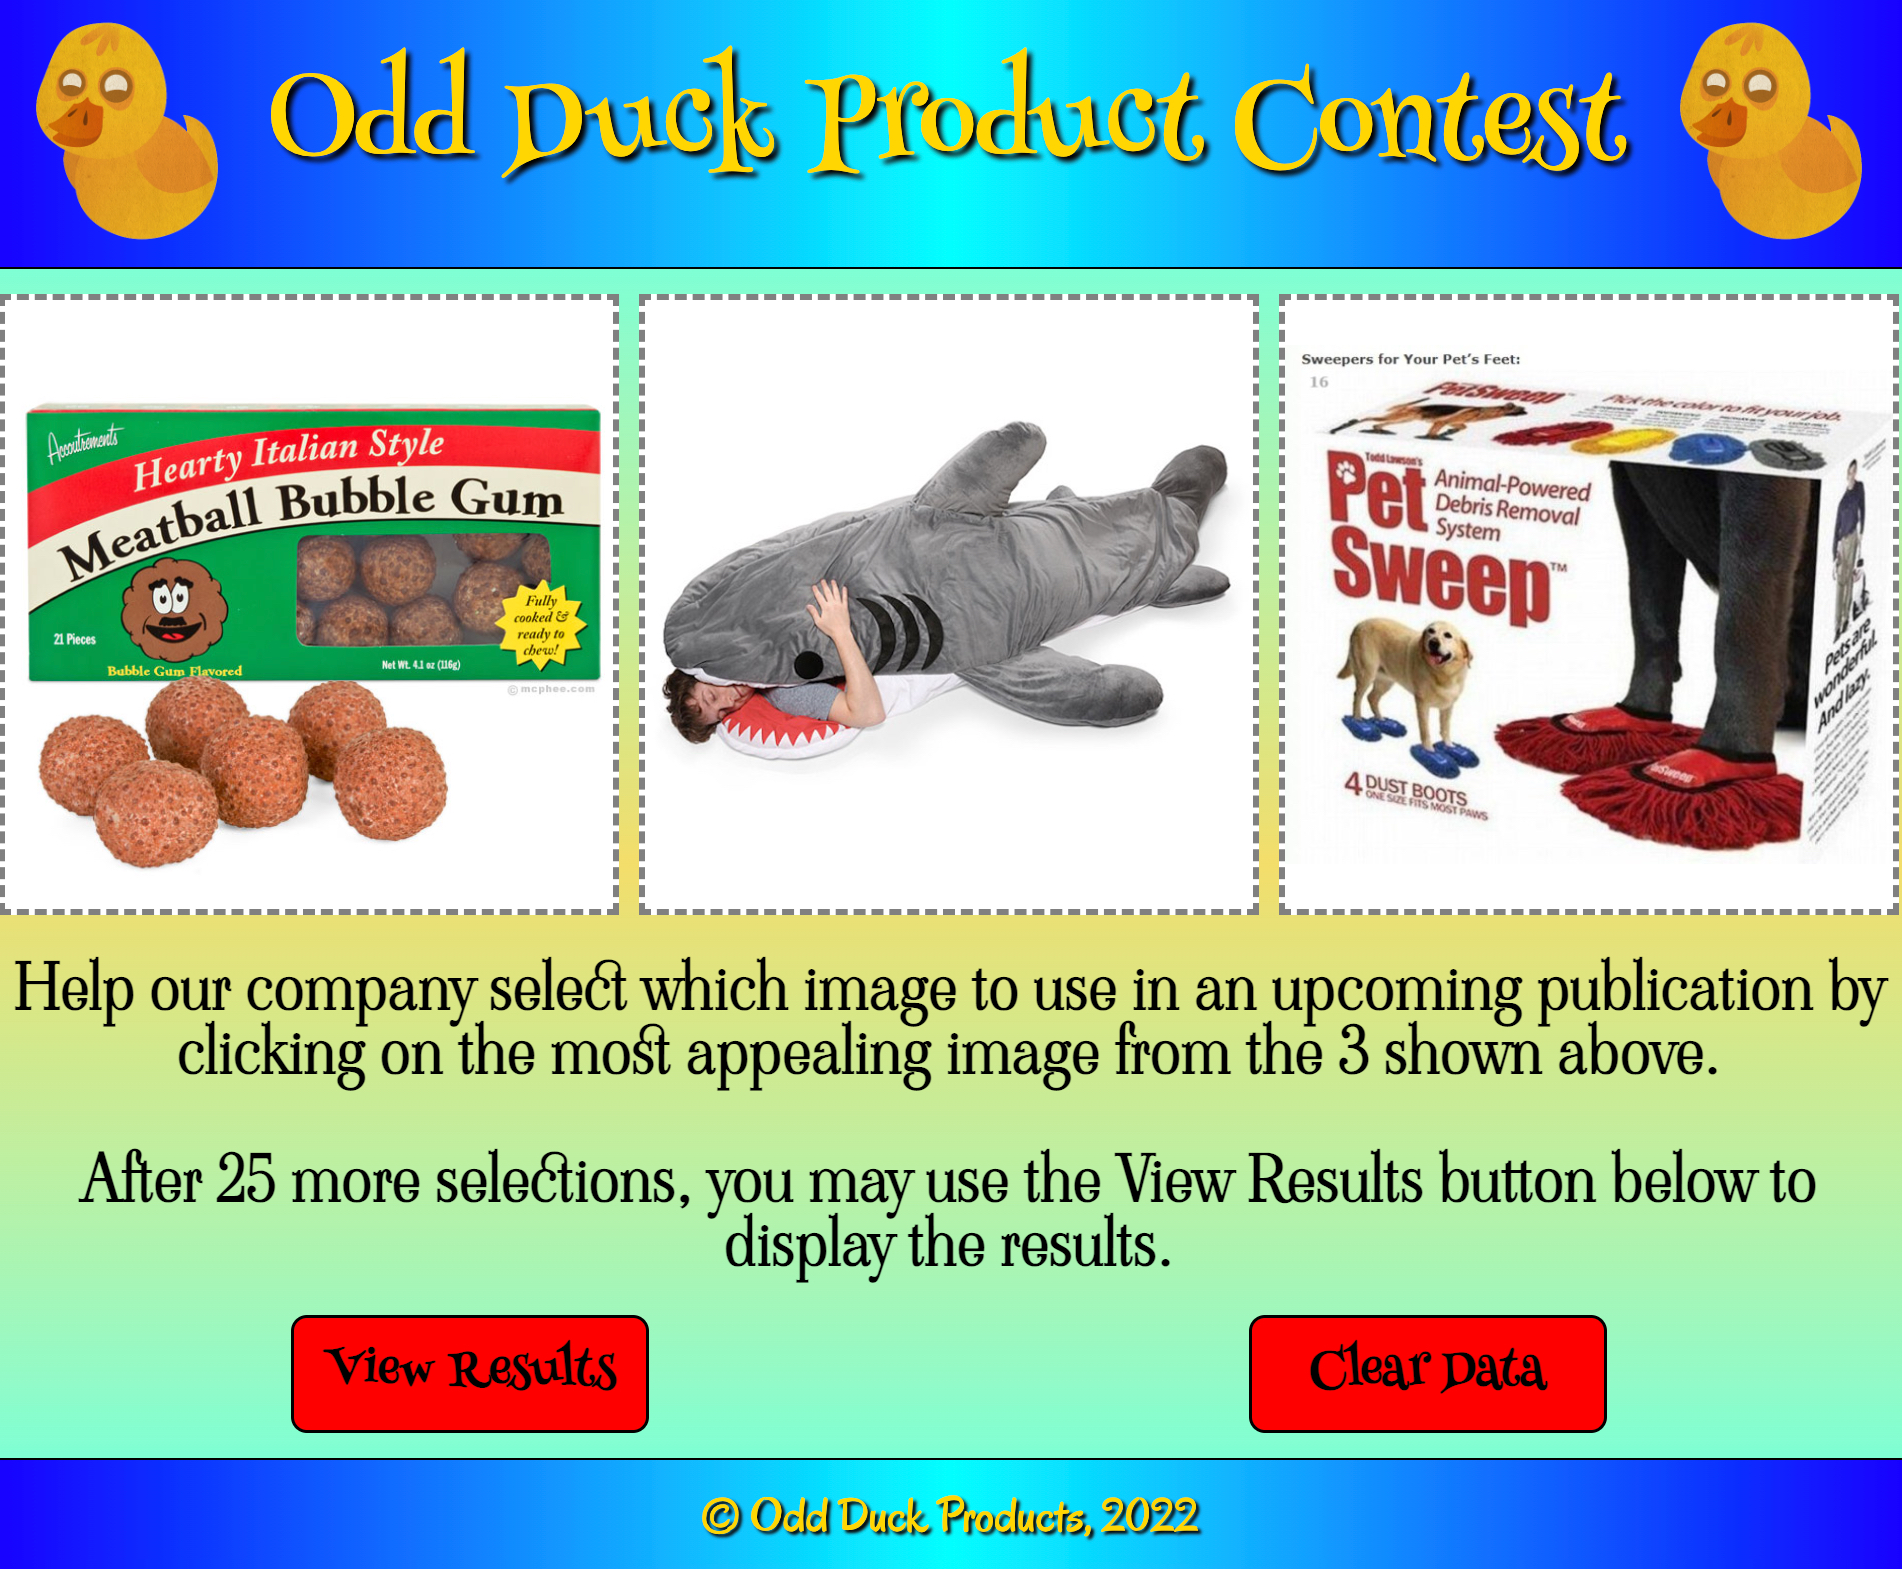 Odd Duck Product Contest
Accoutrements
Hearty Italian Style
Meatball Bubble Gum
21 Pieces
Bubble Gum Flavored
Net Wt. 4.1 oz (116g)
Fully
cooked &
ready to
chew!
© mcphee.com
Sweepers for Your Pet's Feet:
16
PetSweep™
Pick the color to fit your job.
Todd Lawson's
Pet
Sweep™
Animal-Powered
Debris Removal
System
Pets are
wonderful.
And lazy.
PetSweep
4 DUST BOOTS
ONE SIZE FITS MOST PAWS
Help our company select which image to use in an upcoming publication by
clicking on the most appealing image from the 3 shown above.
After 25 more selections, you may use the View Results button below to
display the results.
View Results
Clear Data
© Odd Duck Products, 2022